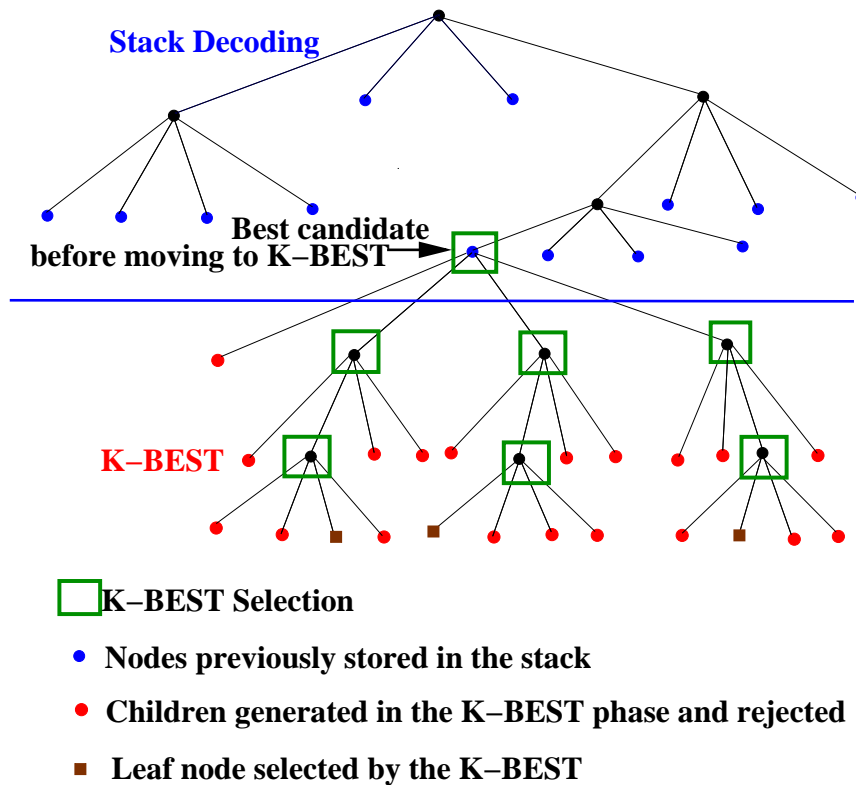 Stack Decoding
Best candidate
before moving to K−BEST
K−BEST
K−BEST Selection
Nodes previously stored in the stack
Children generated in the K−BEST phase and rejected
Leaf node selected by the K−BEST